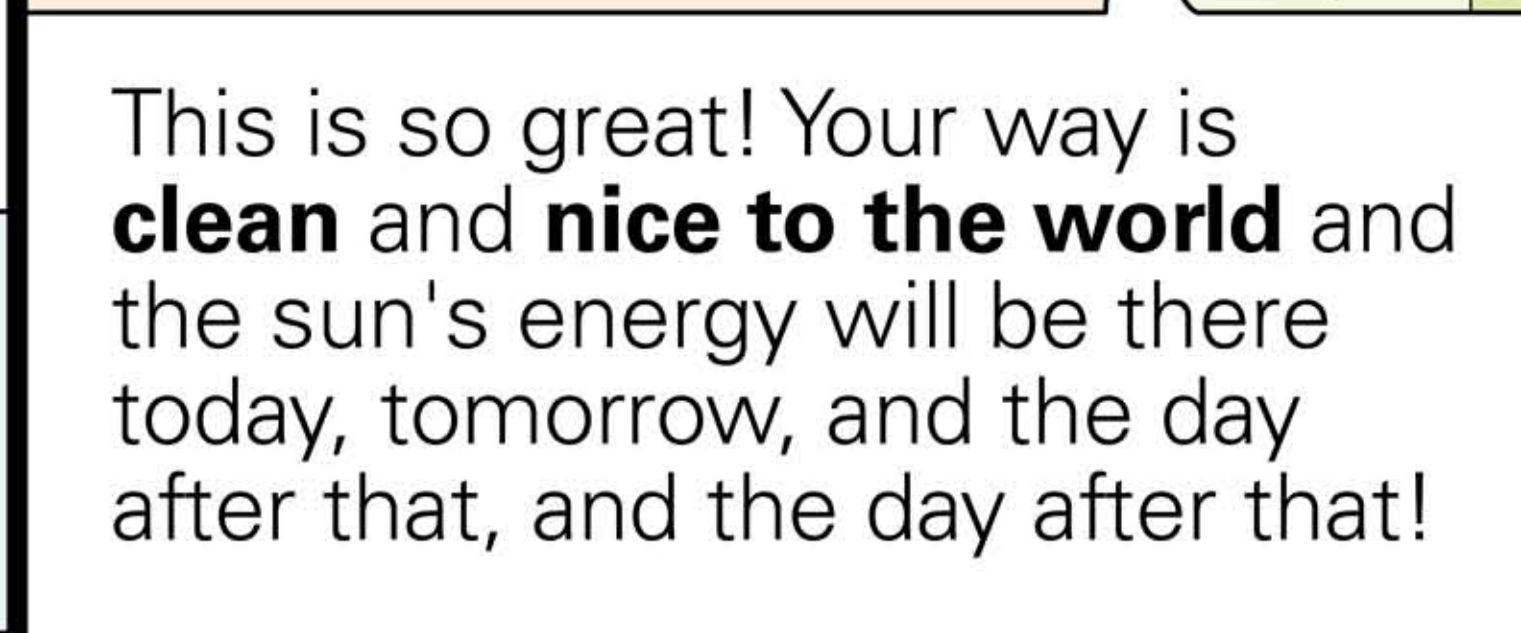 This is so great! Your way is
clean and nice to the world and
the sun's energy will be there
today, tomorrow, and the day
after that, and the day after that!